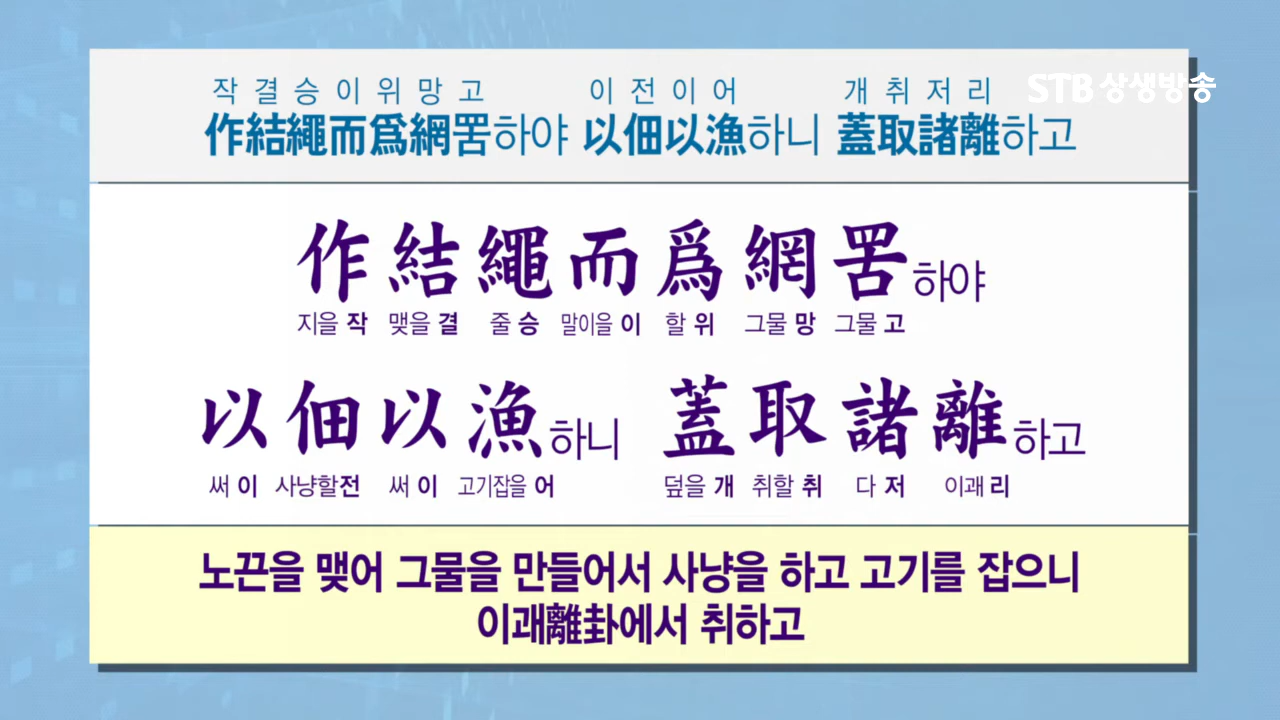 STB 상생방송
작결승이위망고 이전이어 개취저리
作結繩而爲網罟하야 以佃以漁하니 蓋取諸離하고
作結繩而爲網罟하야
지을 작 맺을 결 줄 승 말이을 이 할 위 그물 망 그물 고
以佃以漁하니 蓋取諸離하고
써 이 사냥할전 써 이 고기잡을 어 덮을 개 취할 취 다 저 이괘 리
노끈을 맺어 그물을 만들어서 사냥을 하고 고기를 잡으니
이괘離卦에서 취하고